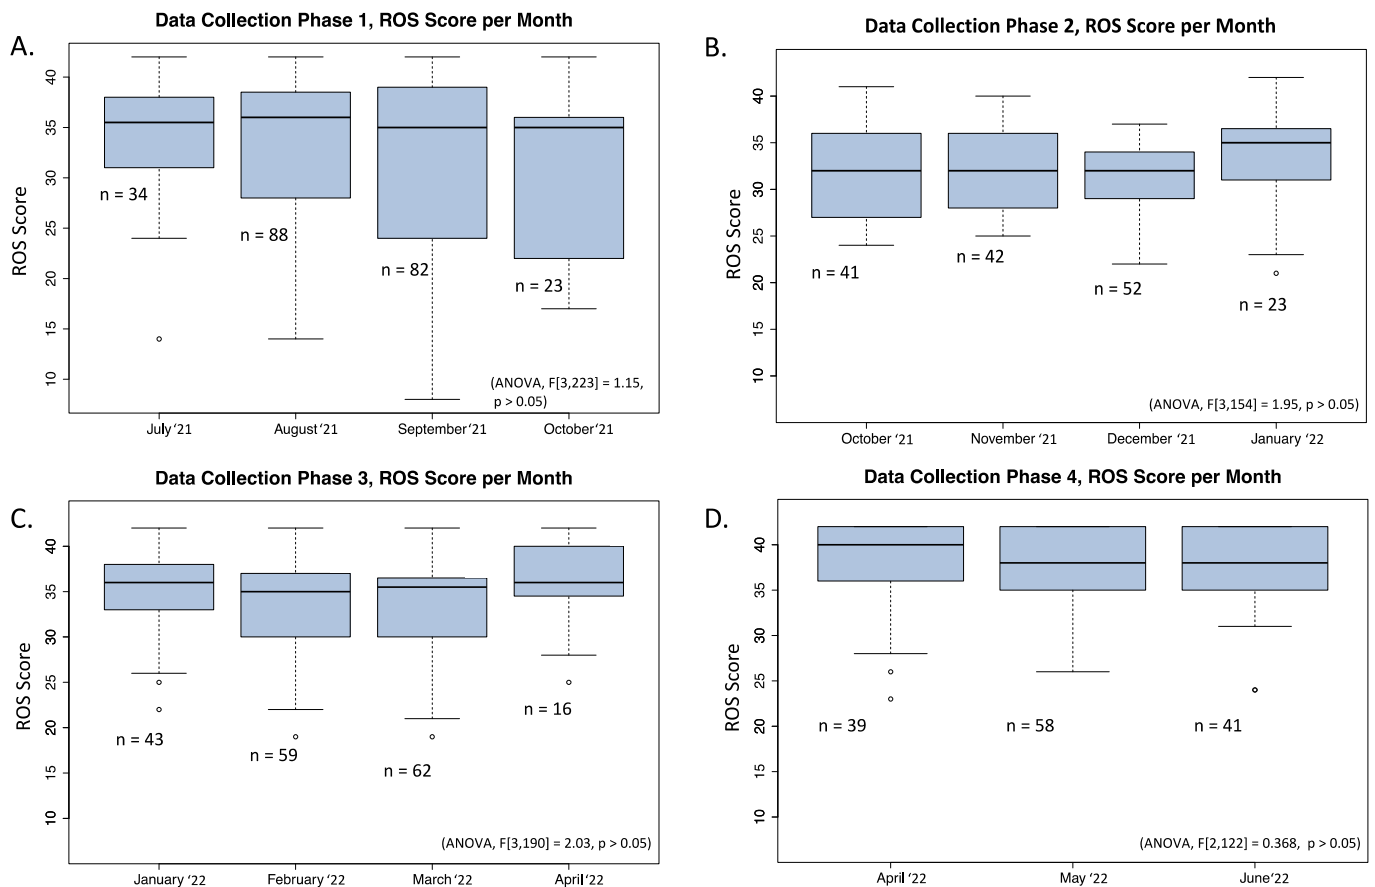 A.
Data Collection Phase 1, ROS Score per Month
ROS Score
40
35
30
25
20
15
10
n = 34
n = 88
n = 82
n = 23
(ANOVA, F[3,223] = 1.15,
p > 0.05)
July '21
August '21
September '21
October '21
B.
Data Collection Phase 2, ROS Score per Month
ROS Score
40
35
30
25
20
15
10
n = 41
n = 42
n = 52
n = 23
(ANOVA, F[3,154] = 1.95, p > 0.05)
October '21
November '21
December '21
January '22
C.
Data Collection Phase 3, ROS Score per Month
ROS Score
40
35
30
25
20
15
10
n = 43
n = 59
n = 62
n = 16
(ANOVA, F[3,190] = 2.03, p > 0.05)
January '22
February '22
March '22
April '22
D.
Data Collection Phase 4, ROS Score per Month
ROS Score
40
35
30
25
20
15
10
n = 39
n = 58
n = 41
(ANOVA, F[2,122] = 0.368, p > 0.05)
April '22
May '22
June '22